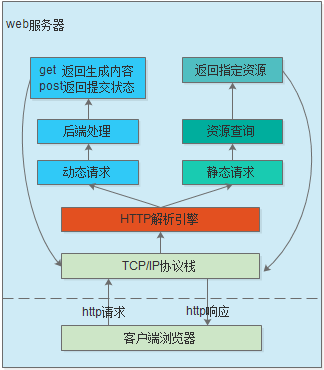 web服务器
get 返回生成内容
post返回提交状态
返回指定资源
后端处理
资源查询
动态请求
静态请求
HTTP解析引擎
TCP/IP协议栈
http请求
http响应
客户端浏览器